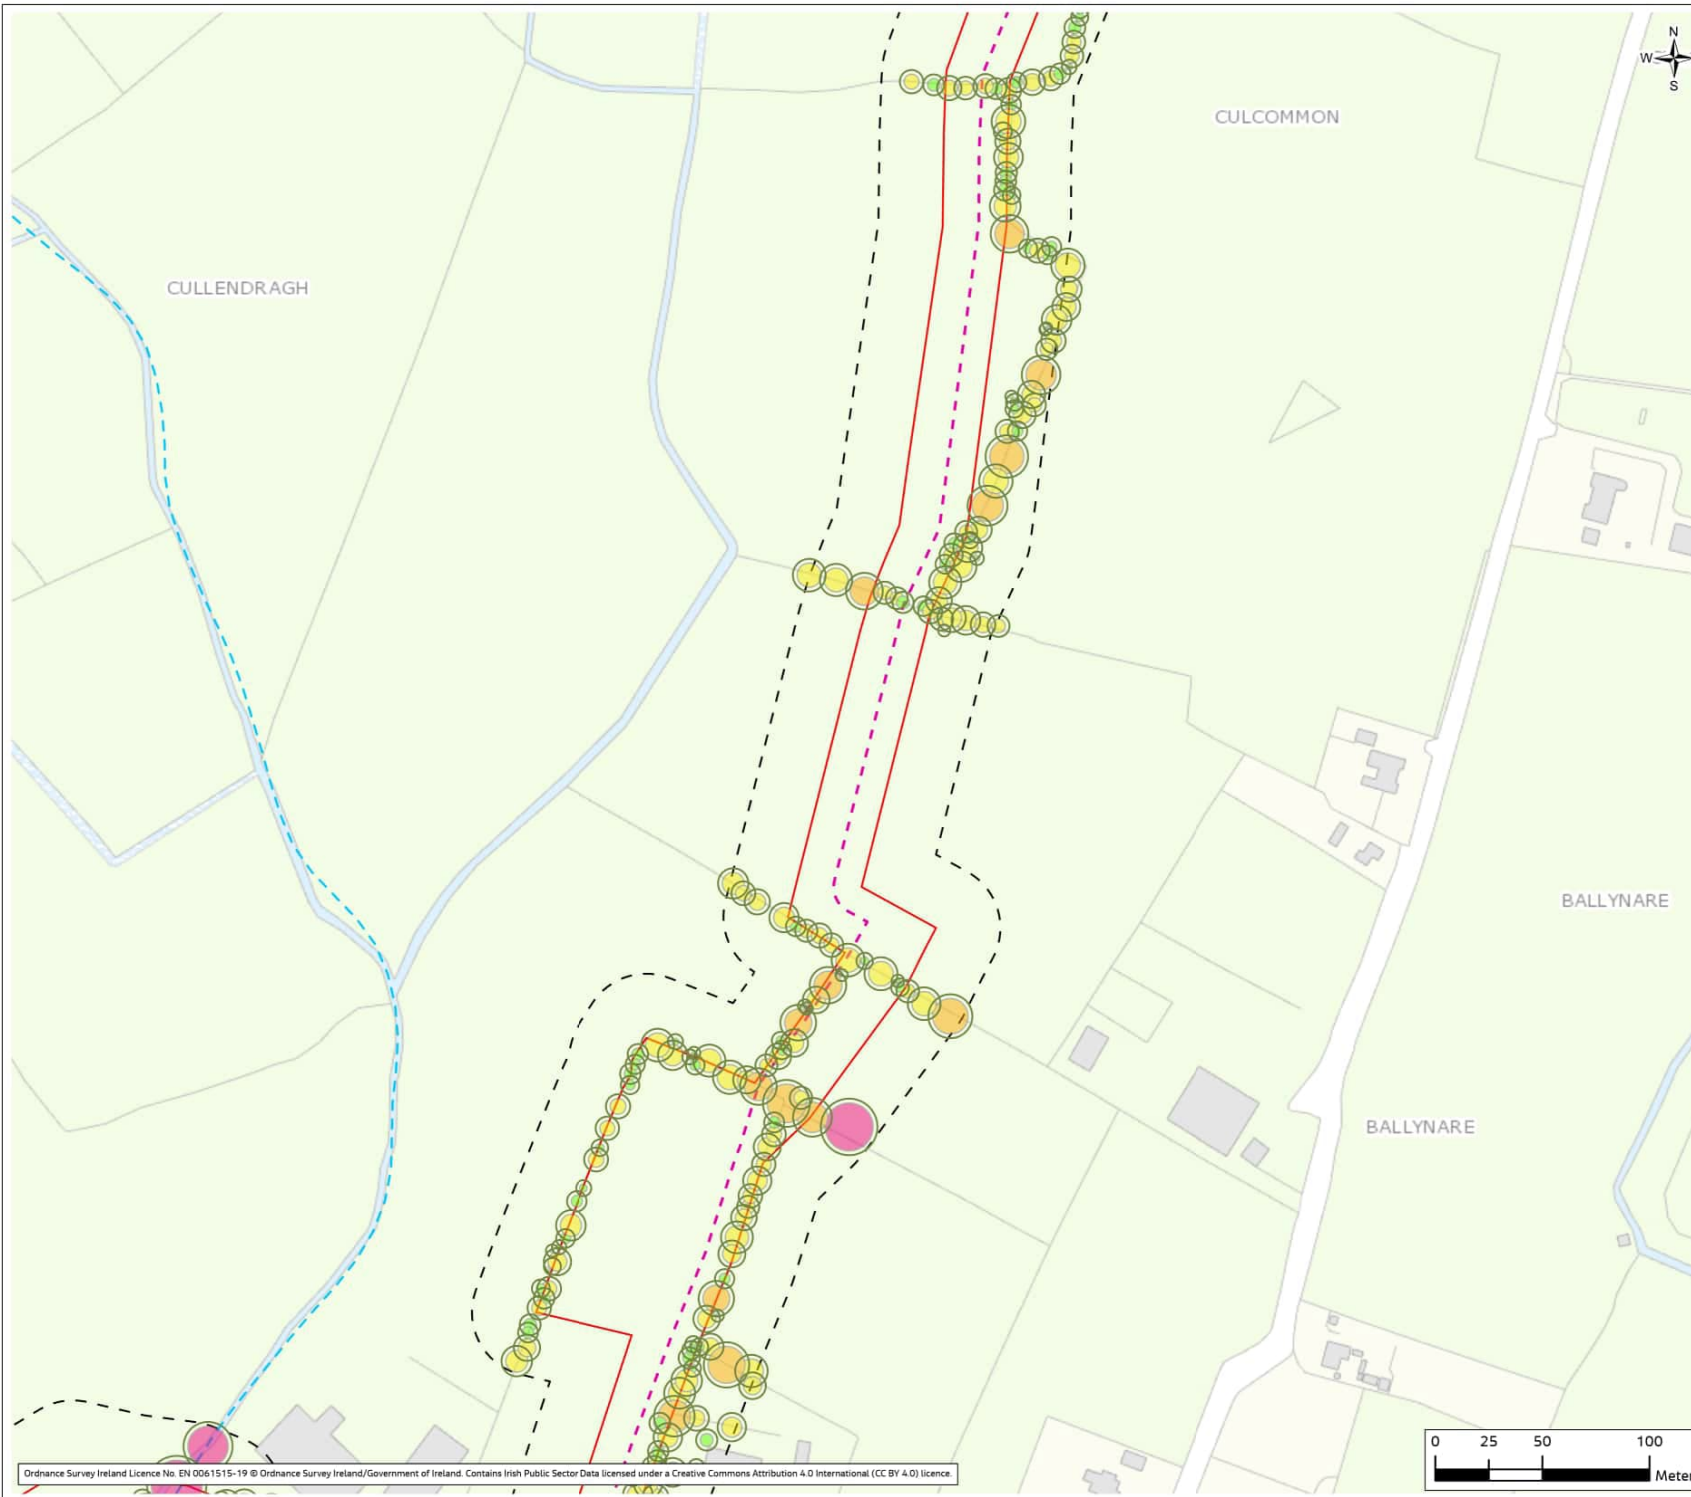 N
W
S
CULCOMMON
CULLENDRAGH
BALLYNARE
BALLYNARE
0 25 50 100
Meter
Ordnance Survey Ireland Licence No. EN 0061515-19 © Ordnance Survey Ireland/Government of Ireland. Contains Irish Public Sector Data licensed under a Creative Commons Attribution 4.0 International (CC BY 4.0) licence.